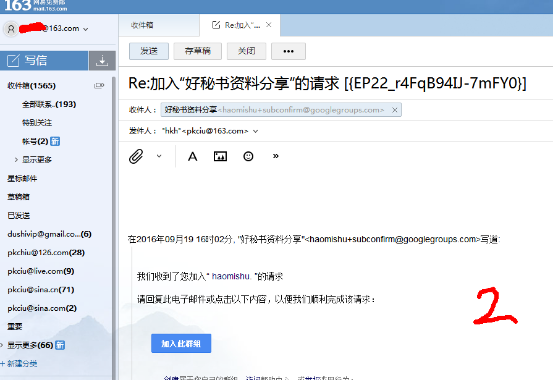 163 网易免费邮
mail.163.com
@163.com
收件箱
Re:加入“...
写信
发送
存草稿
关闭
•••
Re:加入“好秘书资料分享”的请求 [{EP22_r4FqB94IJ-7mFY0}]
收件人：
好秘书资料分享<haomishu+subconfirm@googlegroups.com>
发件人："hkh"<pkciu@163.com>
收件箱(1565)
全部联系..(193)
特别关注
帐号(2) 新
显示更多
星标邮件
草稿箱
已发送
dushivip@gmail.co...(6)
pkchiu@126.com(28)
pkciu@live.com(9)
pkciu@sina.cn(71)
pkciu@sina.com(2)
重要
显示更多(66) 新
+ 新建分类
在2016年09月19 16时02分, "好秘书资料分享"<haomishu+subconfirm@googlegroups.com>写道:
我们收到了您加入“ haomishu ”的请求
请回复此电子邮件或点击以下内容，以便我们顺利完成该请求：
加入此群组
2